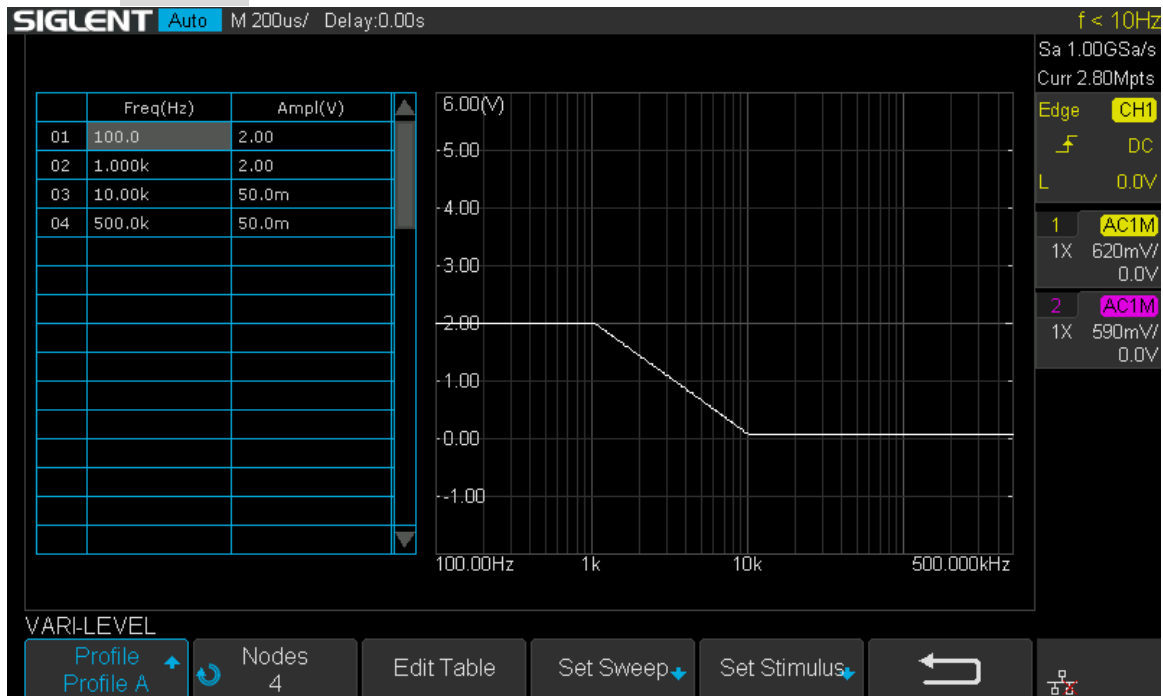 SIGLENT Auto M 200us/ Delay:0.00s f < 10Hz
Sa 1.00GSa/s
Curr 2.80Mpts
Edge CH1
DC
L 0.0V
1 AC1M
1X 620mV/
0.0V
2 AC1M
1X 590mV/
0.0V
Freq(Hz) Ampl(V)
01 100.0 2.00
02 1.000k 2.00
03 10.00k 50.0m
04 500.0k 50.0m
6.00(V)
-5.00
-4.00
-3.00
-2.00
-1.00
-0.00
--1.00
100.00Hz 1k 10k 500.000kHz
VARI-LEVEL
Profile
Profile A
Nodes
4
Edit Table
Set Sweep
Set Stimulus